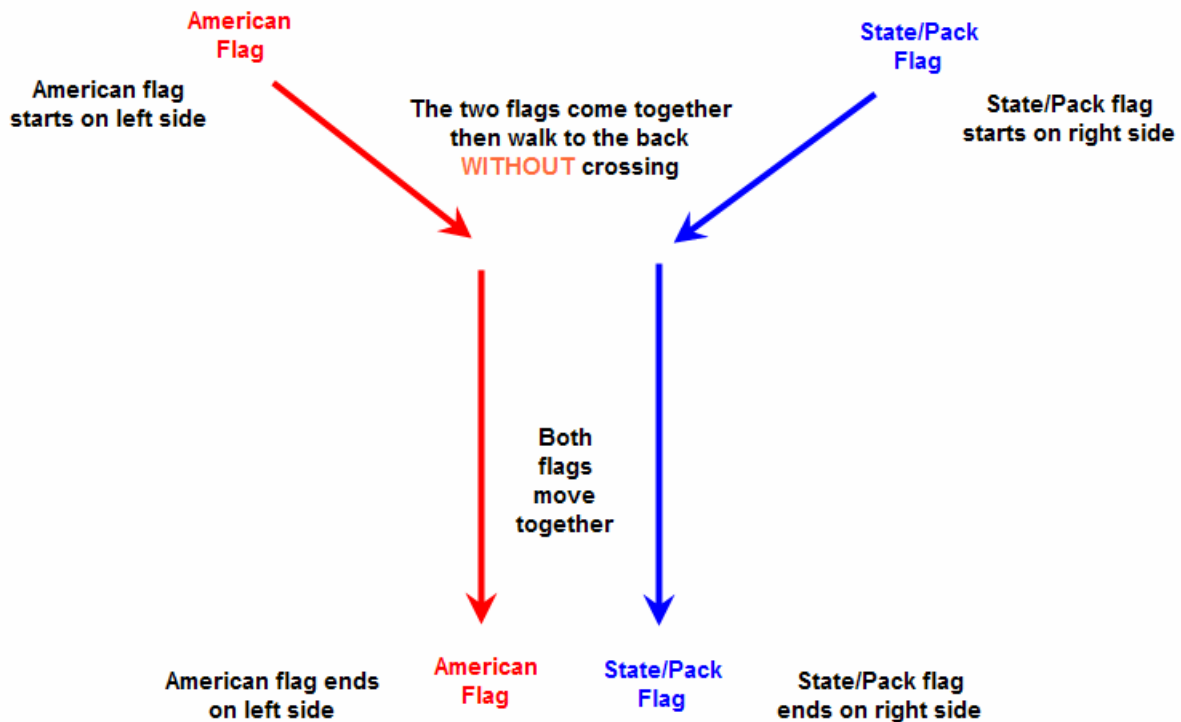 American
Flag
State/Pack
Flag
American flag
starts on left side
The two flags come together
then walk to the back
WITHOUT crossing
State/Pack flag
starts on right side
Both
flags
move
together
American flag ends
on left side
American
Flag
State/Pack
Flag
State/Pack flag
ends on right side